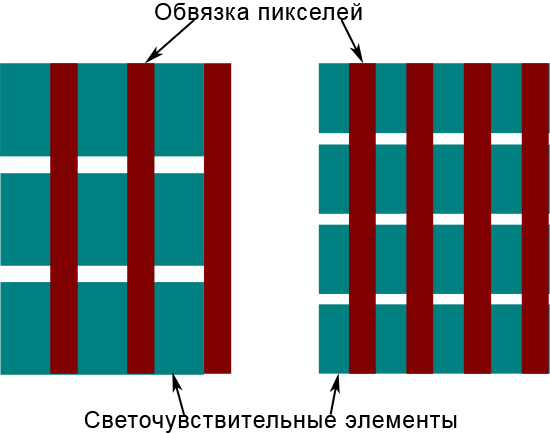 Обвязка пикселей
Светочувствительные элементы